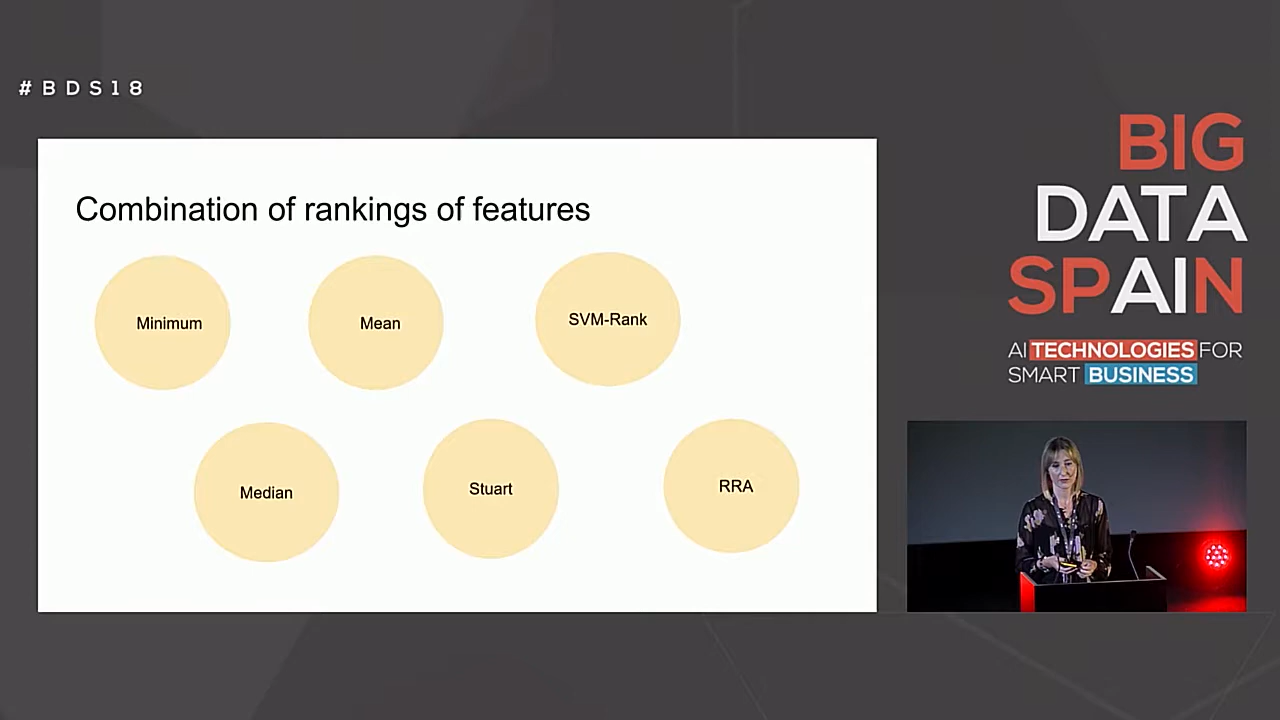 #BDS18
Combination of rankings of features
Minimum
Mean
SVM-Rank
Median
Stuart
RRA
BIG
DATA
SPAIN
AI TECHNOLOGIES FOR
SMART BUSINESS